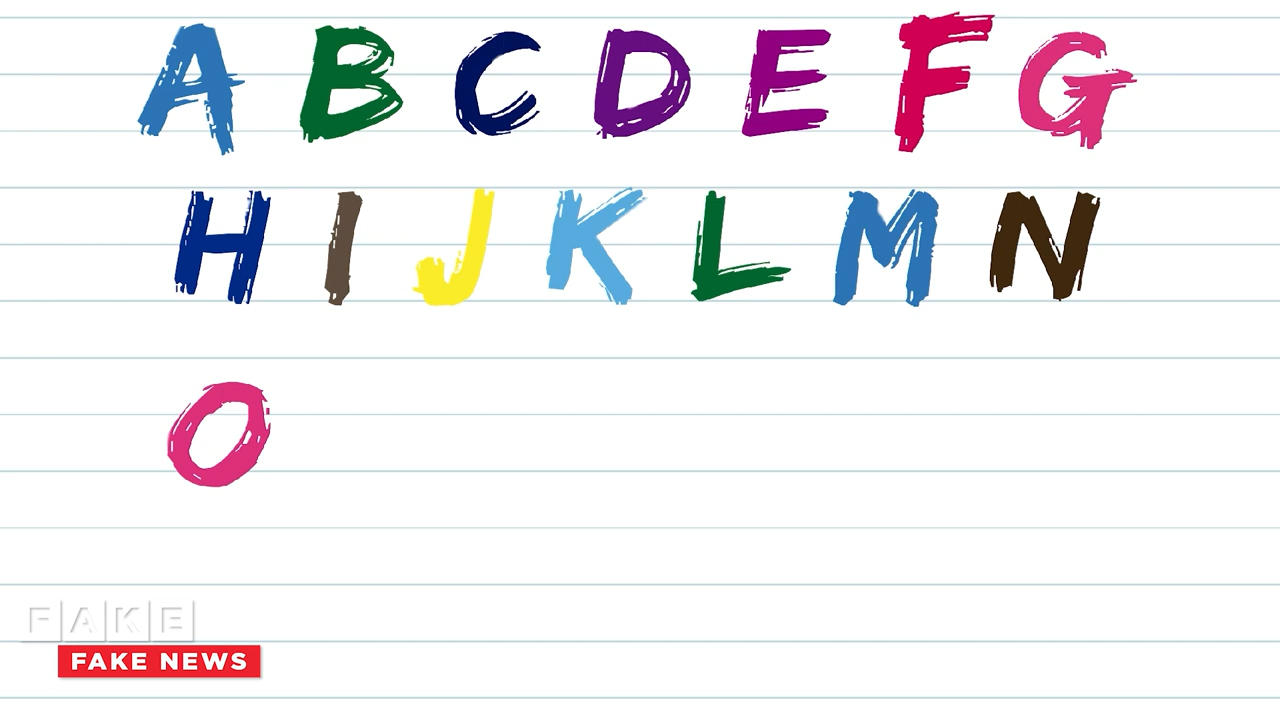 A B C D E F G
H I J K L M N
O
FAKE
FAKE NEWS